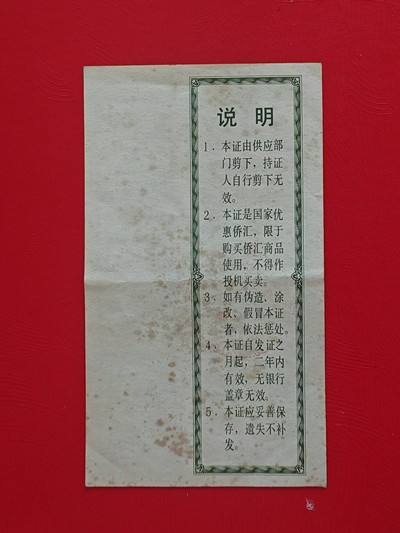 说明
1、本证由供应部
门剪下，持证
人自行剪下无
效。
2、本证是国家优
惠侨汇，限于
购买侨汇商品
使用，不得作
投机买卖。
3、如有伪造、涂
改、假冒本证
者，依法惩处。
4、本证自发证之
月起，二年内
有效，无银行
盖章无效。
5、本证应妥善保
存，遗失不补
发。